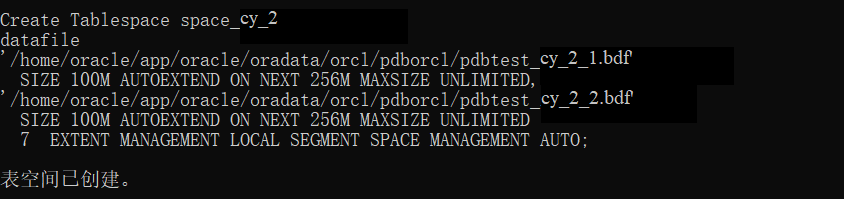 Create Tablespace space_cy_2
datafile
'/home/oracle/app/oracle/oradata/orcl/pdborcl/pdbtest_cy_2_1.bdf'
SIZE 100M AUTOEXTEND ON NEXT 256M MAXSIZE UNLIMITED,
'/home/oracle/app/oracle/oradata/orcl/pdborcl/pdbtest_cy_2_2.bdf'
SIZE 100M AUTOEXTEND ON NEXT 256M MAXSIZE UNLIMITED
7 EXTENT MANAGEMENT LOCAL SEGMENT SPACE MANAGEMENT AUTO;
表空间已创建。